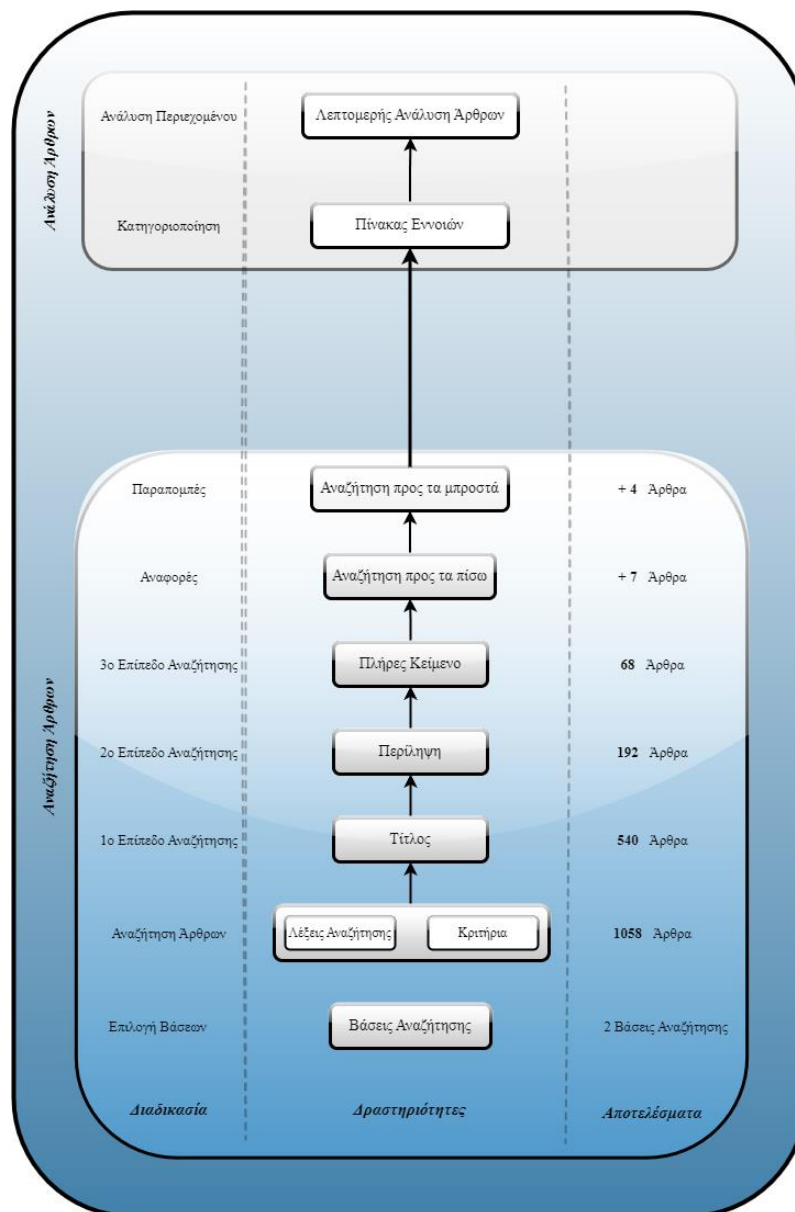 Ανάλυση Άρθρων
Ανάλυση Περιεχομένου
Λεπτομερής Ανάλυση Άρθρων
Κατηγοριοποίηση
Πίνακας Εννοιών
Αναζήτηση Άρθρων
Παραπομπές
Αναζήτηση προς τα μπροστά
+ 4 Άρθρα
Αναφορές
Αναζήτηση προς τα πίσω
+ 7 Άρθρα
3ο Επίπεδο Αναζήτησης
Πλήρες Κείμενο
68 Άρθρα
2ο Επίπεδο Αναζήτησης
Περίληψη
192 Άρθρα
1ο Επίπεδο Αναζήτησης
Τίτλος
540 Άρθρα
Αναζήτηση Άρθρων
Λέξεις Αναζήτησης
Κριτήρια
1058 Άρθρα
Επιλογή Βάσεων
Βάσεις Αναζήτησης
2 Βάσεις Αναζήτησης
Διαδικασία
Δραστηριότητες
Αποτελέσματα